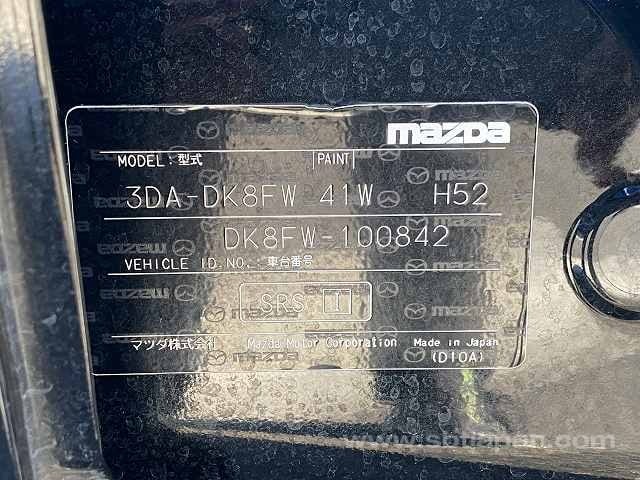 mazda
MODEL: 型式 PAINT
3DA-DK8FW 41W H52
DK8FW-100842
VEHICLE ID.NO.: 車台番号
SRS I
マツダ株式会社 Mazda Motor Corporation Made in Japan
(D10A)
www.sbtjapan.com